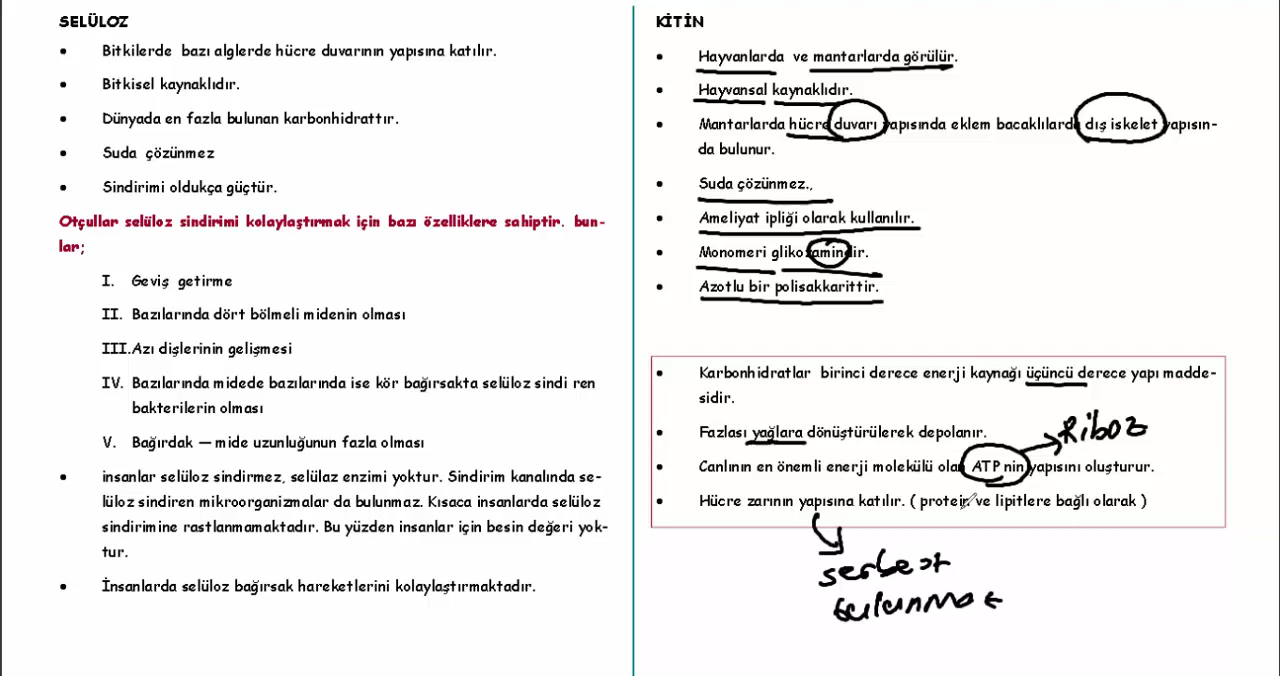 SELÜLOZ
• Bitkilerde bazı alglerde hücre duvarının yapısına katılır.
• Bitkisel kaynaklıdır.
• Dünyada en fazla bulunan karbonhidrattır.
• Suda çözünmez
• Sindirimi oldukça güçtür.
Otçullar selüloz sindirimi kolaylaştırmak için bazı özelliklere sahiptir. bun-
lar;
I. Geviş getirme
II. Bazılarında dört bölmeli midenin olması
III.Azı dişlerinin gelişmesi
IV. Bazılarında midede bazılarında ise kör bağırsakta selüloz sindi ren
bakterilerin olması
V. Bağırdak — mide uzunluğunun fazla olması
• insanlar selüloz sindirmez, selülaz enzimi yoktur. Sindirim kanalında se-
lüloz sindiren mikroorganizmalar da bulunmaz. Kısaca insanlarda selüloz
sindirimine rastlanmamaktadır. Bu yüzden insanlar için besin değeri yok-
tur.
• İnsanlarda selüloz bağırsak hareketlerini kolaylaştırmaktadır.
KİTİN
• Hayvanlarda ve mantarlarda görülür.
• Hayvansal kaynaklıdır.
• Mantarlarda hücre duvarı yapısında eklem bacaklılarda dış iskelet yapısın-
da bulunur.
• Suda çözünmez.,
• Ameliyat ipliği olarak kullanılır.
• Monomeri glikozamindir.
• Azotlu bir polisakkarittir.
• Karbonhidratlar birinci derece enerji kaynağı üçüncü derece yapı madde-
sidir.
• Fazlası yağlara dönüştürülerek depolanır.
Riboz
• Canlının en önemli enerji molekülü olan ATP nin yapısını oluşturur.
• Hücre zarının yapısına katılır. ( protein ve lipitlere bağlı olarak )
serbest
bulunmaz